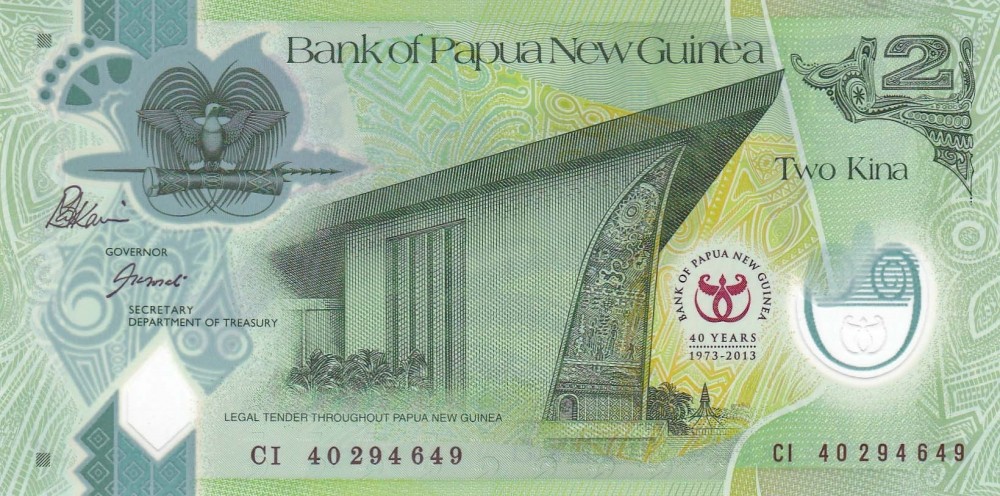 Bank of Papua New Guinea
2
Two Kina
GOVERNOR
SECRETARY
DEPARTMENT OF TREASURY
BANK OF PAPUA NEW GUINEA
40 YEARS
1973-2013
LEGAL TENDER THROUGHOUT PAPUA NEW GUINEA
CI 40294649
CI 40294649